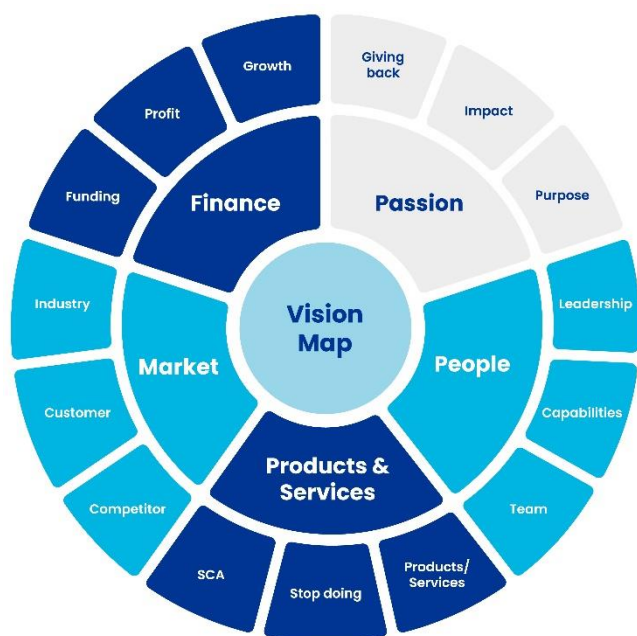 Growth
Giving
back
Profit
Impact
Funding
Finance
Passion
Purpose
Industry
Vision
Map
Leadership
Market
People
Customer
Capabilities
Products &
Services
Competitor
Team
SCA
Stop doing
Products/
Services